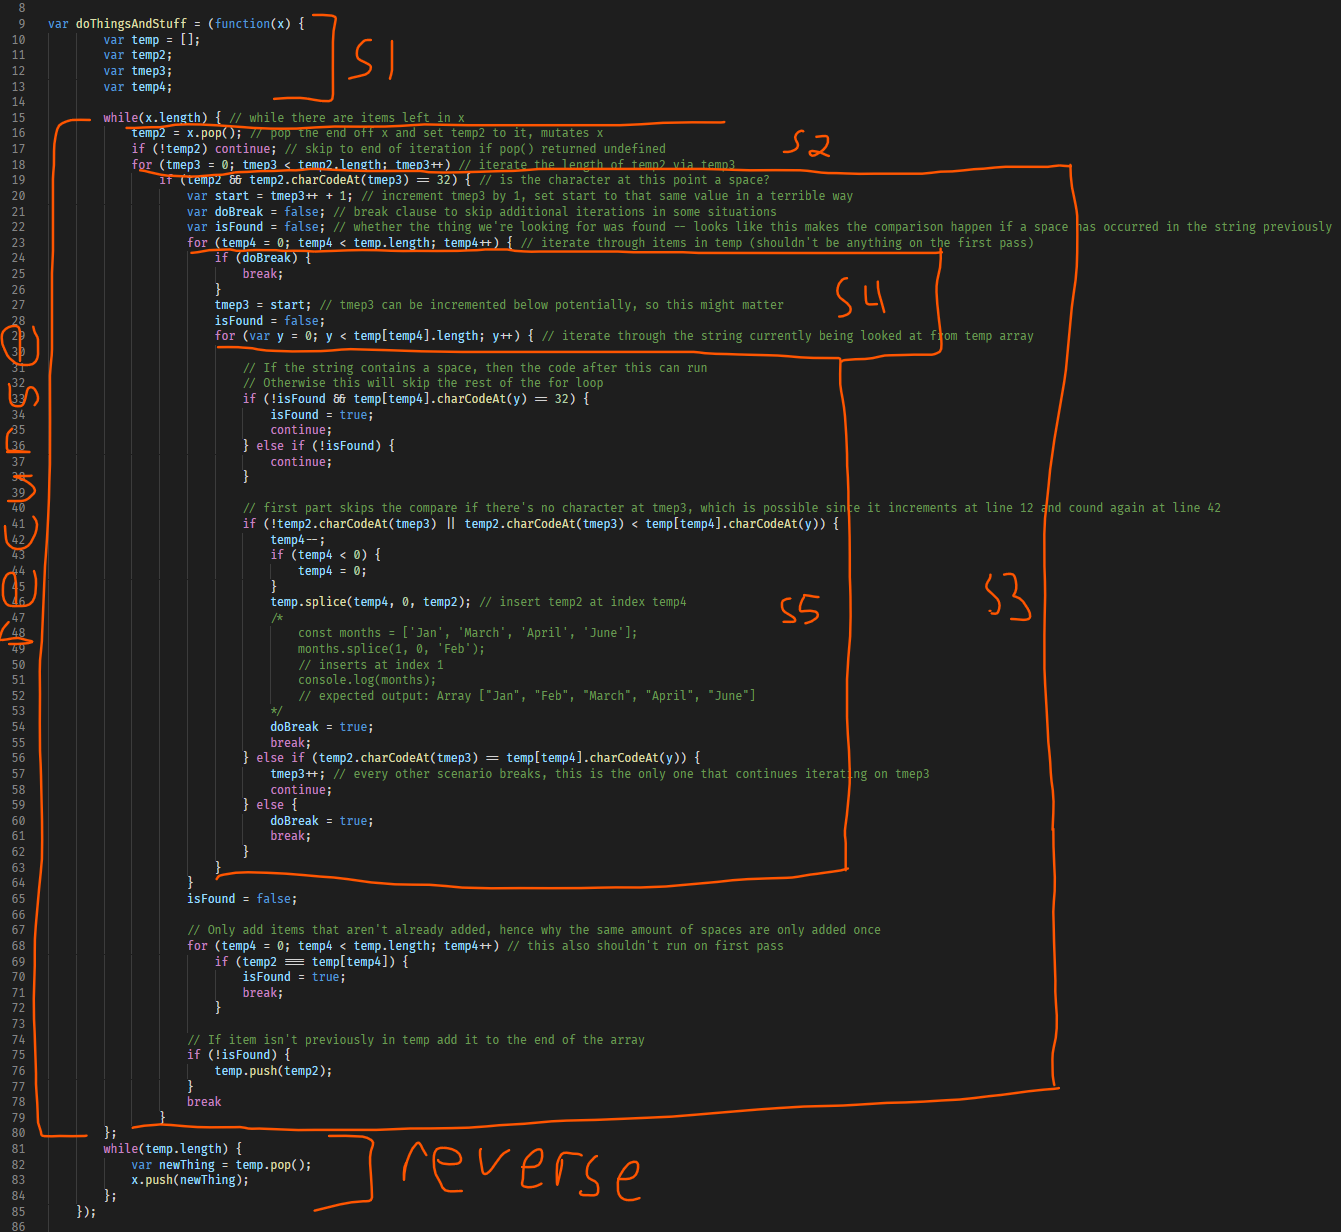 8
9 var doThingsAndStuff = (function(x) {
10 var temp = [];
11 var temp2;
12 var tmep3;
13 var temp4;
S1
14
15 while(x.length) { // while there are items left in x
16 temp2 = x.pop(); // pop the end off x and set temp2 to it, mutates x
17 if (!temp2) continue; // skip to end of iteration if pop() returned undefined
S2
18 for (tmep3 = 0; tmep3 < temp2.length; tmep3++) // iterate the length of temp2 via temp3
19 if (temp2 && temp2.charCodeAt(tmep3) == 32) { // is the character at this point a space?
20 var start = tmep3++ + 1; // increment tmep3 by 1, set start to that same value in a terrible way
21 var doBreak = false; // break clause to skip additional iterations in some situations
22 var isFound = false; // whether the thing we're looking for was found -- looks like this makes the comparison happen if a space has occurred in the string previously
23 for (temp4 = 0; temp4 < temp.length; temp4++) { // iterate through items in temp (shouldn't be anything on the first pass)
24 if (doBreak) {
25 break;
26 }
S4
27 tmep3 = start; // tmep3 can be incremented below potentially, so this might matter
28 isFound = false;
29 for (var y = 0; y < temp[temp4].length; y++) { // iterate through the string currently being looked at from temp array
30
31 // If the string contains a space, then the code after this can run
32 // Otherwise this will skip the rest of the for loop
33 if (!isFound && temp[temp4].charCodeAt(y) == 32) {
34 isFound = true;
35 continue;
36 } else if (!isFound) {
37 continue;
38 }
39
40 // first part skips the compare if there's no character at tmep3, which is possible since it increments at line 12 and cound again at line 42
41 if (!temp2.charCodeAt(tmep3) || temp2.charCodeAt(tmep3) < temp[temp4].charCodeAt(y)) {
42 temp4--;
43 if (temp4 < 0) {
44 temp4 = 0;
45 }
46 temp.splice(temp4, 0, temp2); // insert temp2 at index temp4
S5
S3
47 /*
48 const months = ['Jan', 'March', 'April', 'June'];
49 months.splice(1, 0, 'Feb');
50 // inserts at index 1
51 console.log(months);
52 // expected output: Array ["Jan", "Feb", "March", "April", "June"]
53 */
54 doBreak = true;
55 break;
56 } else if (temp2.charCodeAt(tmep3) == temp[temp4].charCodeAt(y)) {
57 tmep3++; // every other scenario breaks, this is the only one that continues iterating on tmep3
58 continue;
59 } else {
60 doBreak = true;
61 break;
62 }
63 }
64 }
65 isFound = false;
66
67 // Only add items that aren't already added, hence why the same amount of spaces are only added once
68 for (temp4 = 0; temp4 < temp.length; temp4++) // this also shouldn't run on first pass
69 if (temp2 === temp[temp4]) {
70 isFound = true;
71 break;
72 }
73
74 // If item isn't previously in temp add it to the end of the array
75 if (!isFound) {
76 temp.push(temp2);
77 }
78 break
79 }
80 };
81 while(temp.length) {
82 var newThing = temp.pop();
83 x.push(newThing);
84 };
85 });
reverse
86